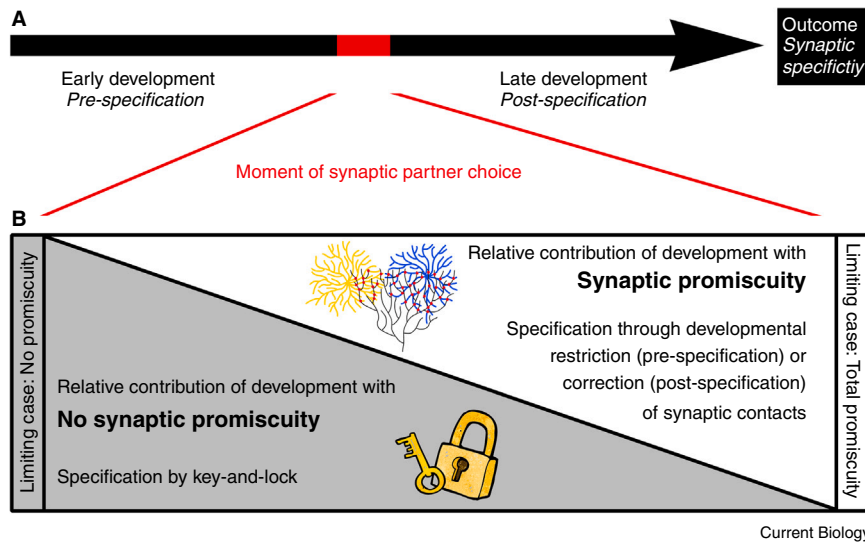 A
Outcome
Synaptic
specifictiy
Early development
Pre-specification
Late development
Post-specification
Moment of synaptic partner choice
B
Limiting case: No promiscuity
Relative contribution of development with
Synaptic promiscuity
Specification through developmental
restriction (pre-specification) or
correction (post-specification)
of synaptic contacts
Relative contribution of development with
No synaptic promiscuity
Specification by key-and-lock
Limiting case: Total promiscuity
Current Biology